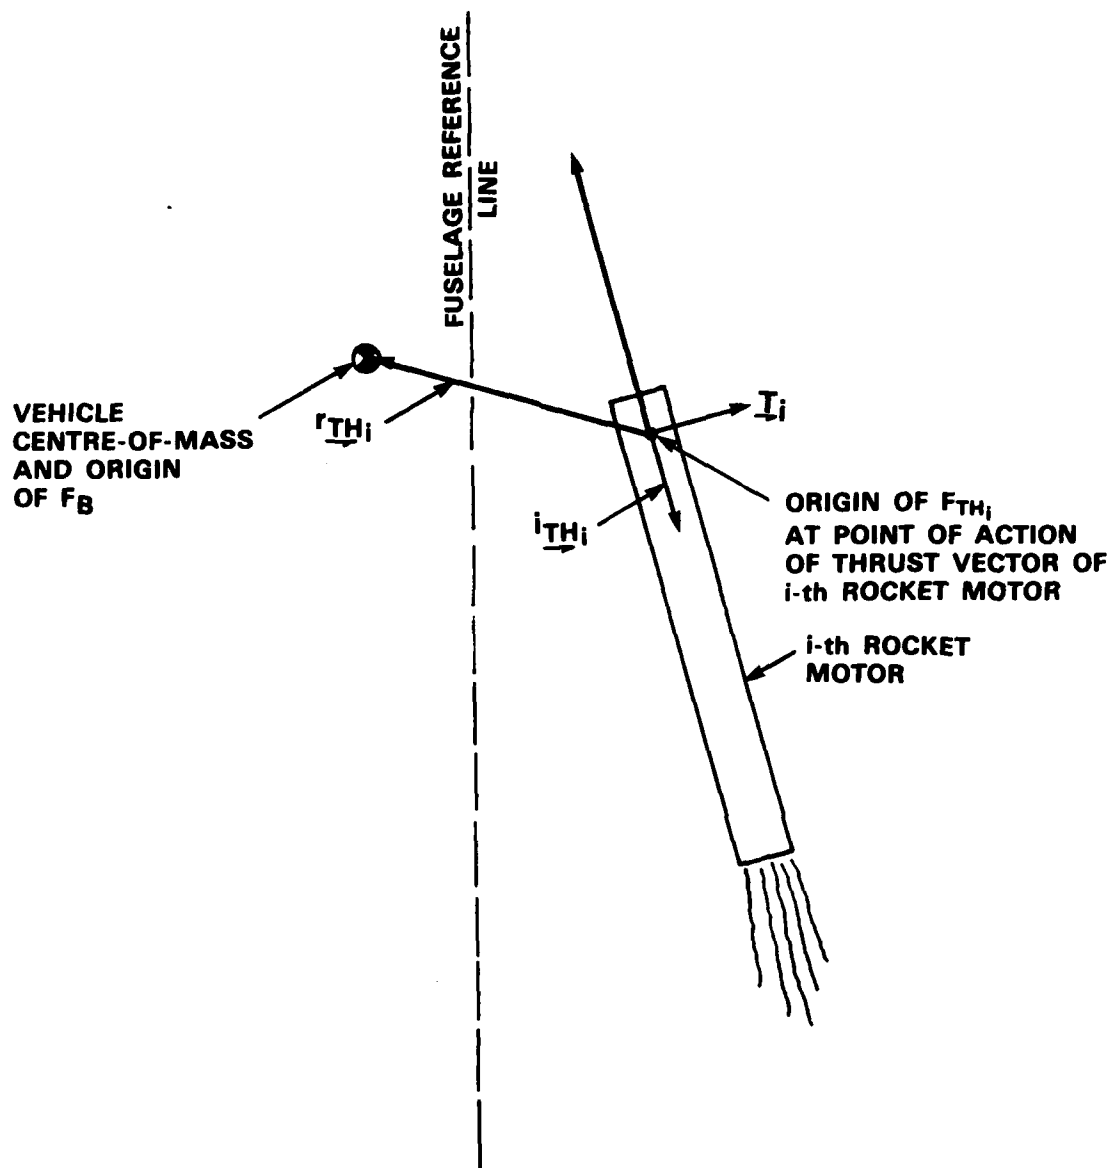 FUSELAGE REFERENCE
LINE
VEHICLE
CENTRE-OF-MASS
AND ORIGIN
OF FB
rTHi
Ti
iTHi
ORIGIN OF FTHi
AT POINT OF ACTION
OF THRUST VECTOR OF
i-th ROCKET MOTOR
i-th ROCKET
MOTOR